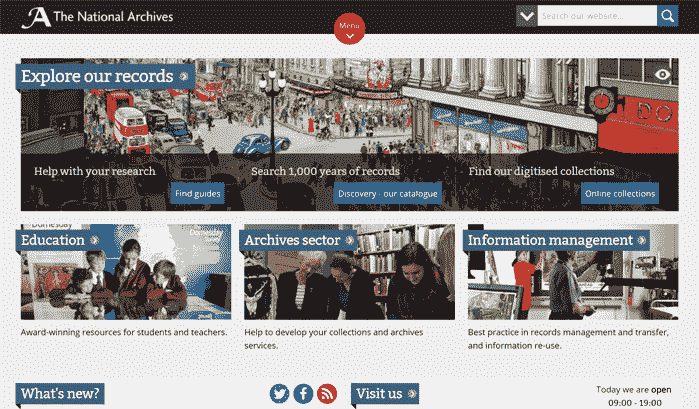 The National Archives
Menu
Search our website...
Explore our records
Help with your research
Search 1,000 years of records
Find our digitised collections
Find guides
Discovery - our catalogue
Online collections
Education
Archives sector
Information management
Award-winning resources for students and teachers.
Help to develop your collections and archives
services.
Best practice in records management and transfer,
and information re-use.
What's new?
Visit us
Today we are open
09:00 - 19:00